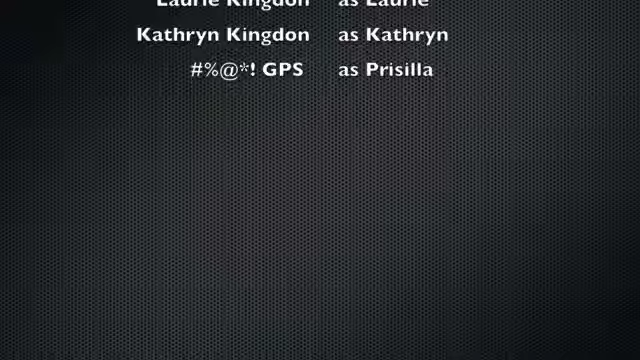 Laurie Kingdon as Laurie
Kathryn Kingdon as Kathryn
#%@*! GPS as Prisilla